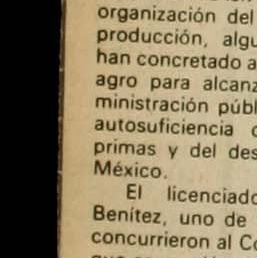 organización del
producción, algu
han concretado a
agro para alcanz
ministración públ
autosuficiencia
primas y del des
México.
El licenciado
Benítez, uno de
concurrieron al Co